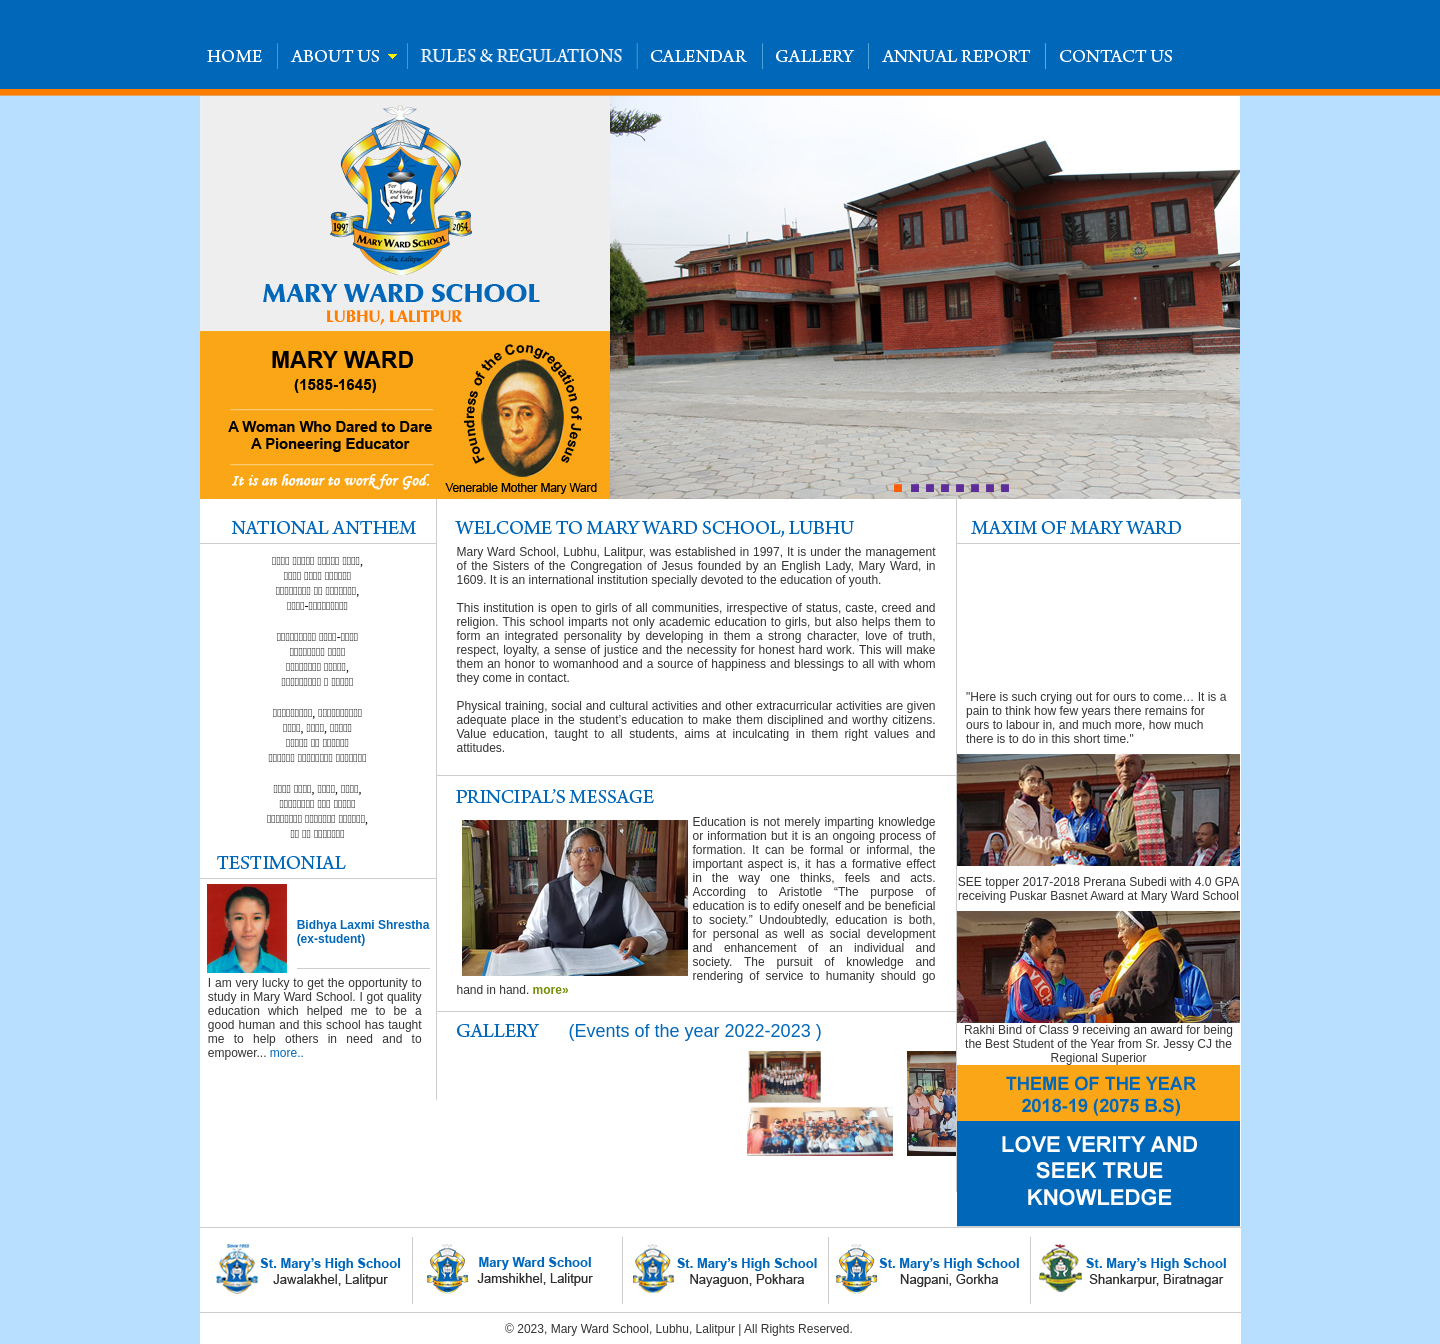 HOME
ABOUT US
RULES & REGULATIONS
CALENDAR
GALLERY
ANNUAL REPORT
CONTACT US
For
Knowledge
and Virtue
1997
2054
MARY WARD SCHOOL
Lubhu, Lalitpur
MARY WARD SCHOOL
LUBHU, LALITPUR
MARY WARD
(1585-1645)
A Woman Who Dared to Dare
A Pioneering Educator
It is an honour to work for God.
Foundress of the Congregation of Jesus
Venerable Mother Mary Ward
NATIONAL ANTHEM
TESTIMONIAL
Bidhya Laxmi Shrestha
(ex-student)
I am very lucky to get the opportunity to
study in Mary Ward School. I got quality
education which helped me to be a
good human and this school has taught
me to help others in need and to
empower... more..
WELCOME TO MARY WARD SCHOOL, LUBHU
Mary Ward School, Lubhu, Lalitpur, was established in 1997, It is under the management
of the Sisters of the Congregation of Jesus founded by an English Lady, Mary Ward, in
1609. It is an international institution specially devoted to the education of youth.
This institution is open to girls of all communities, irrespective of status, caste, creed and
religion. This school imparts not only academic education to girls, but also helps them to
form an integrated personality by developing in them a strong character, love of truth,
respect, loyalty, a sense of justice and the necessity for honest hard work. This will make
them an honor to womanhood and a source of happiness and blessings to all with whom
they come in contact.
Physical training, social and cultural activities and other extracurricular activities are given
adequate place in the student’s education to make them disciplined and worthy citizens.
Value education, taught to all students, aims at inculcating in them right values and
attitudes.
PRINCIPAL’S MESSAGE
Education is not merely imparting knowledge
or information but it is an ongoing process of
formation. It can be formal or informal, the
important aspect is, it has a formative effect
in the way one thinks, feels and acts.
According to Aristotle “The purpose of
education is to edify oneself and be beneficial
to society.” Undoubtedly, education is both,
for personal as well as social development
and enhancement of an individual and
society. The pursuit of knowledge and
rendering of service to humanity should go
hand in hand. more»
GALLERY (Events of the year 2022-2023 )
MAXIM OF MARY WARD
"Here is such crying out for ours to come… It is a
pain to think how few years there remains for
ours to labour in, and much more, how much
there is to do in this short time."
SEE topper 2017-2018 Prerana Subedi with 4.0 GPA
receiving Puskar Basnet Award at Mary Ward School
VICE
Rakhi Bind of Class 9 receiving an award for being
the Best Student of the Year from Sr. Jessy CJ the
Regional Superior
THEME OF THE YEAR
2018-19 (2075 B.S)
LOVE VERITY AND
SEEK TRUE
KNOWLEDGE
St. Mary’s High School
Jawalakhel, Lalitpur
Mary Ward School
Jamshikhel, Lalitpur
St. Mary’s High School
Nayaguon, Pokhara
St. Mary’s High School
Nagpani, Gorkha
St. Mary’s High School
Shankarpur, Biratnagar
© 2023, Mary Ward School, Lubhu, Lalitpur | All Rights Reserved.